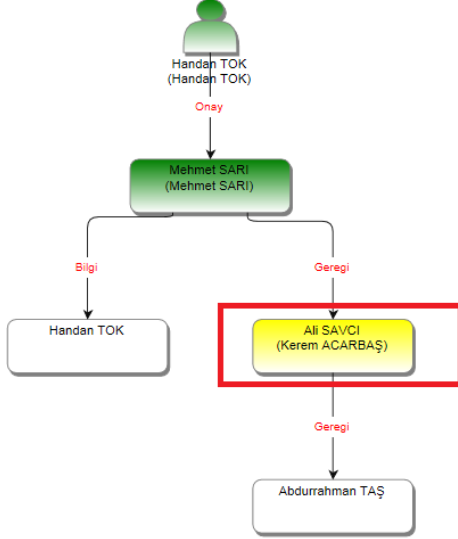 Handan TOK
(Handan TOK)
Onay
Mehmet SARI
(Mehmet SARI)
Bilgi
Geregi
Handan TOK
Ali SAVCI
(Kerem ACARBAŞ)
Geregi
Abdurrahman TAŞ